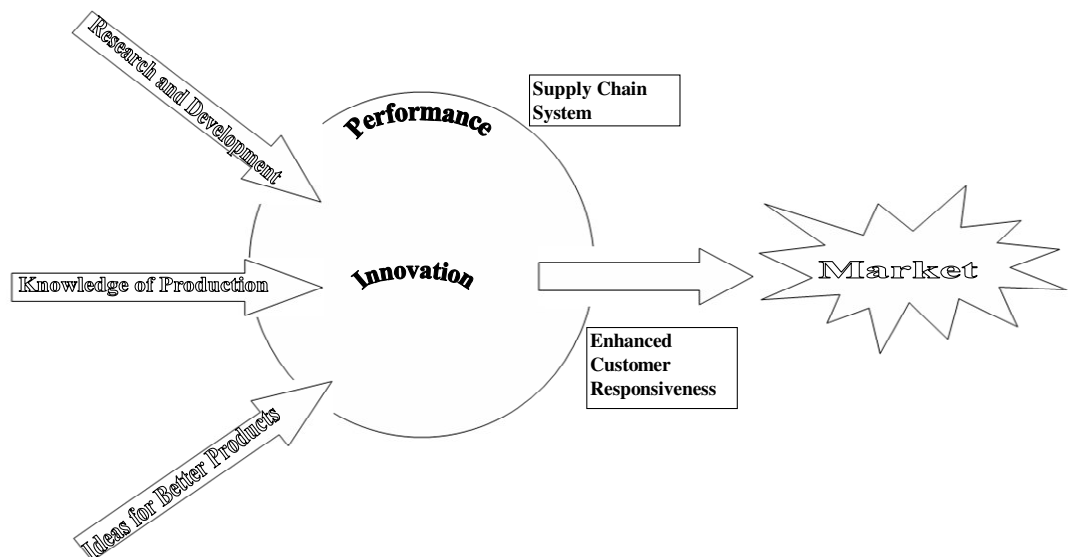 Research and Development
Performance
Supply Chain
System
Knowledge of Production
Innovation
Market
Enhanced
Customer
Responsiveness
Ideas for Better Products